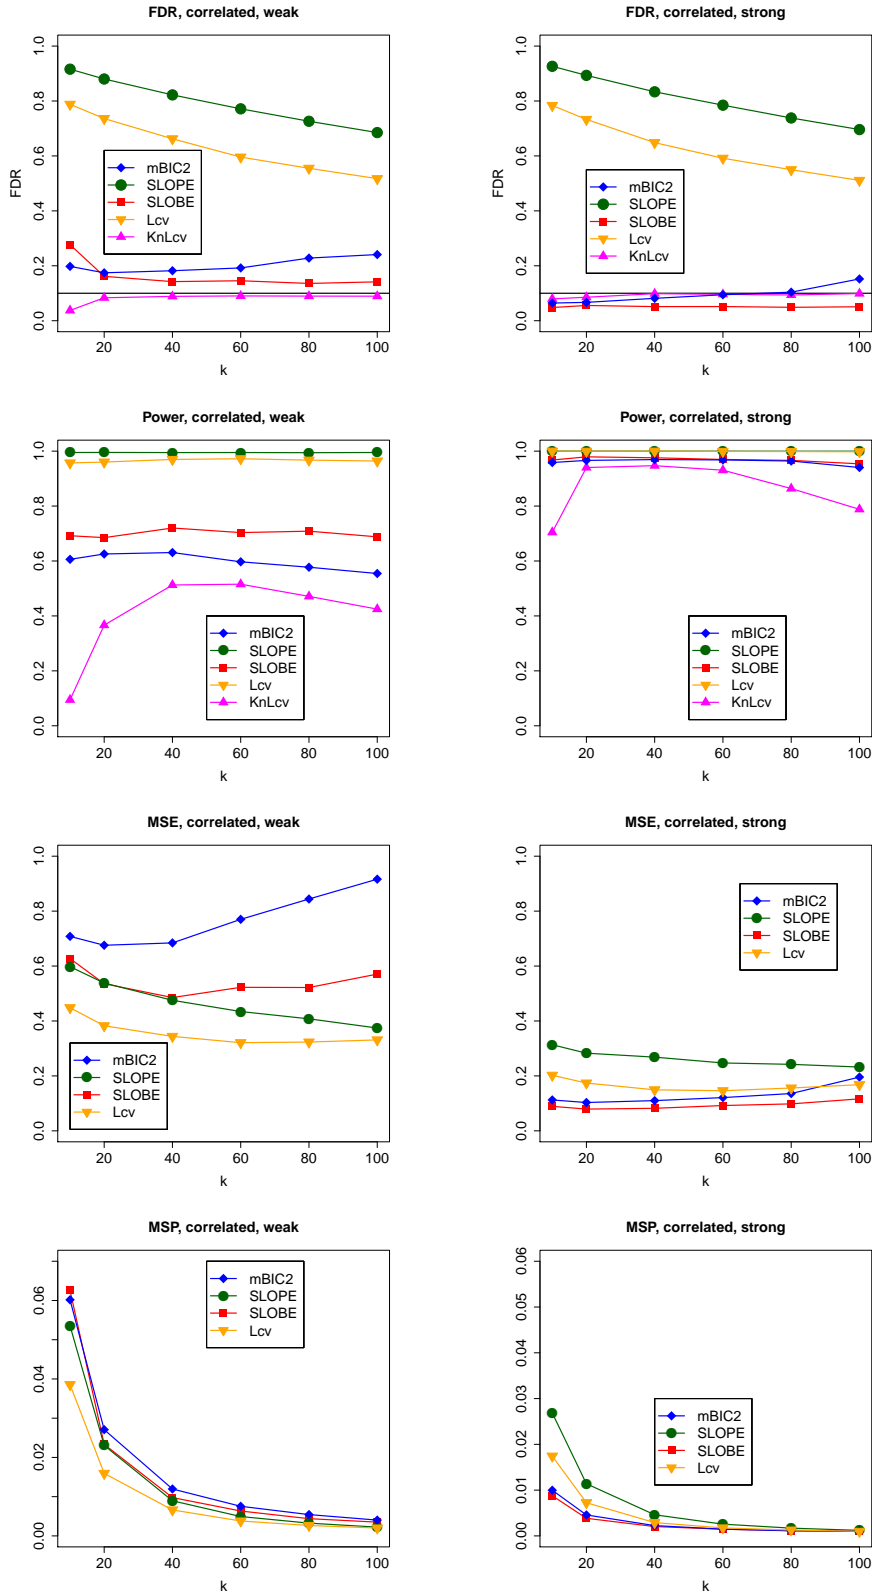 FDR, correlated, weak
FDR
1.0
0.8
0.6
0.4
0.2
0.0
mBIC2
SLOPE
SLOBE
Lcv
KnLcv
20 40 60 80 100
k
FDR, correlated, strong
FDR
1.0
0.8
0.6
0.4
0.2
0.0
mBIC2
SLOPE
SLOBE
Lcv
KnLcv
20 40 60 80 100
k
Power, correlated, weak
1.0
0.8
0.6
0.4
0.2
0.0
mBIC2
SLOPE
SLOBE
Lcv
KnLcv
20 40 60 80 100
k
Power, correlated, strong
1.0
0.8
0.6
0.4
0.2
0.0
mBIC2
SLOPE
SLOBE
Lcv
KnLcv
20 40 60 80 100
k
MSE, correlated, weak
1.0
0.8
0.6
0.4
0.2
0.0
mBIC2
SLOPE
SLOBE
Lcv
20 40 60 80 100
k
MSE, correlated, strong
1.0
0.8
0.6
0.4
0.2
0.0
mBIC2
SLOPE
SLOBE
Lcv
20 40 60 80 100
k
MSP, correlated, weak
0.06
0.04
0.02
0.00
mBIC2
SLOPE
SLOBE
Lcv
20 40 60 80 100
k
MSP, correlated, strong
0.06
0.05
0.04
0.03
0.02
0.01
0.00
mBIC2
SLOPE
SLOBE
Lcv
20 40 60 80 100
k